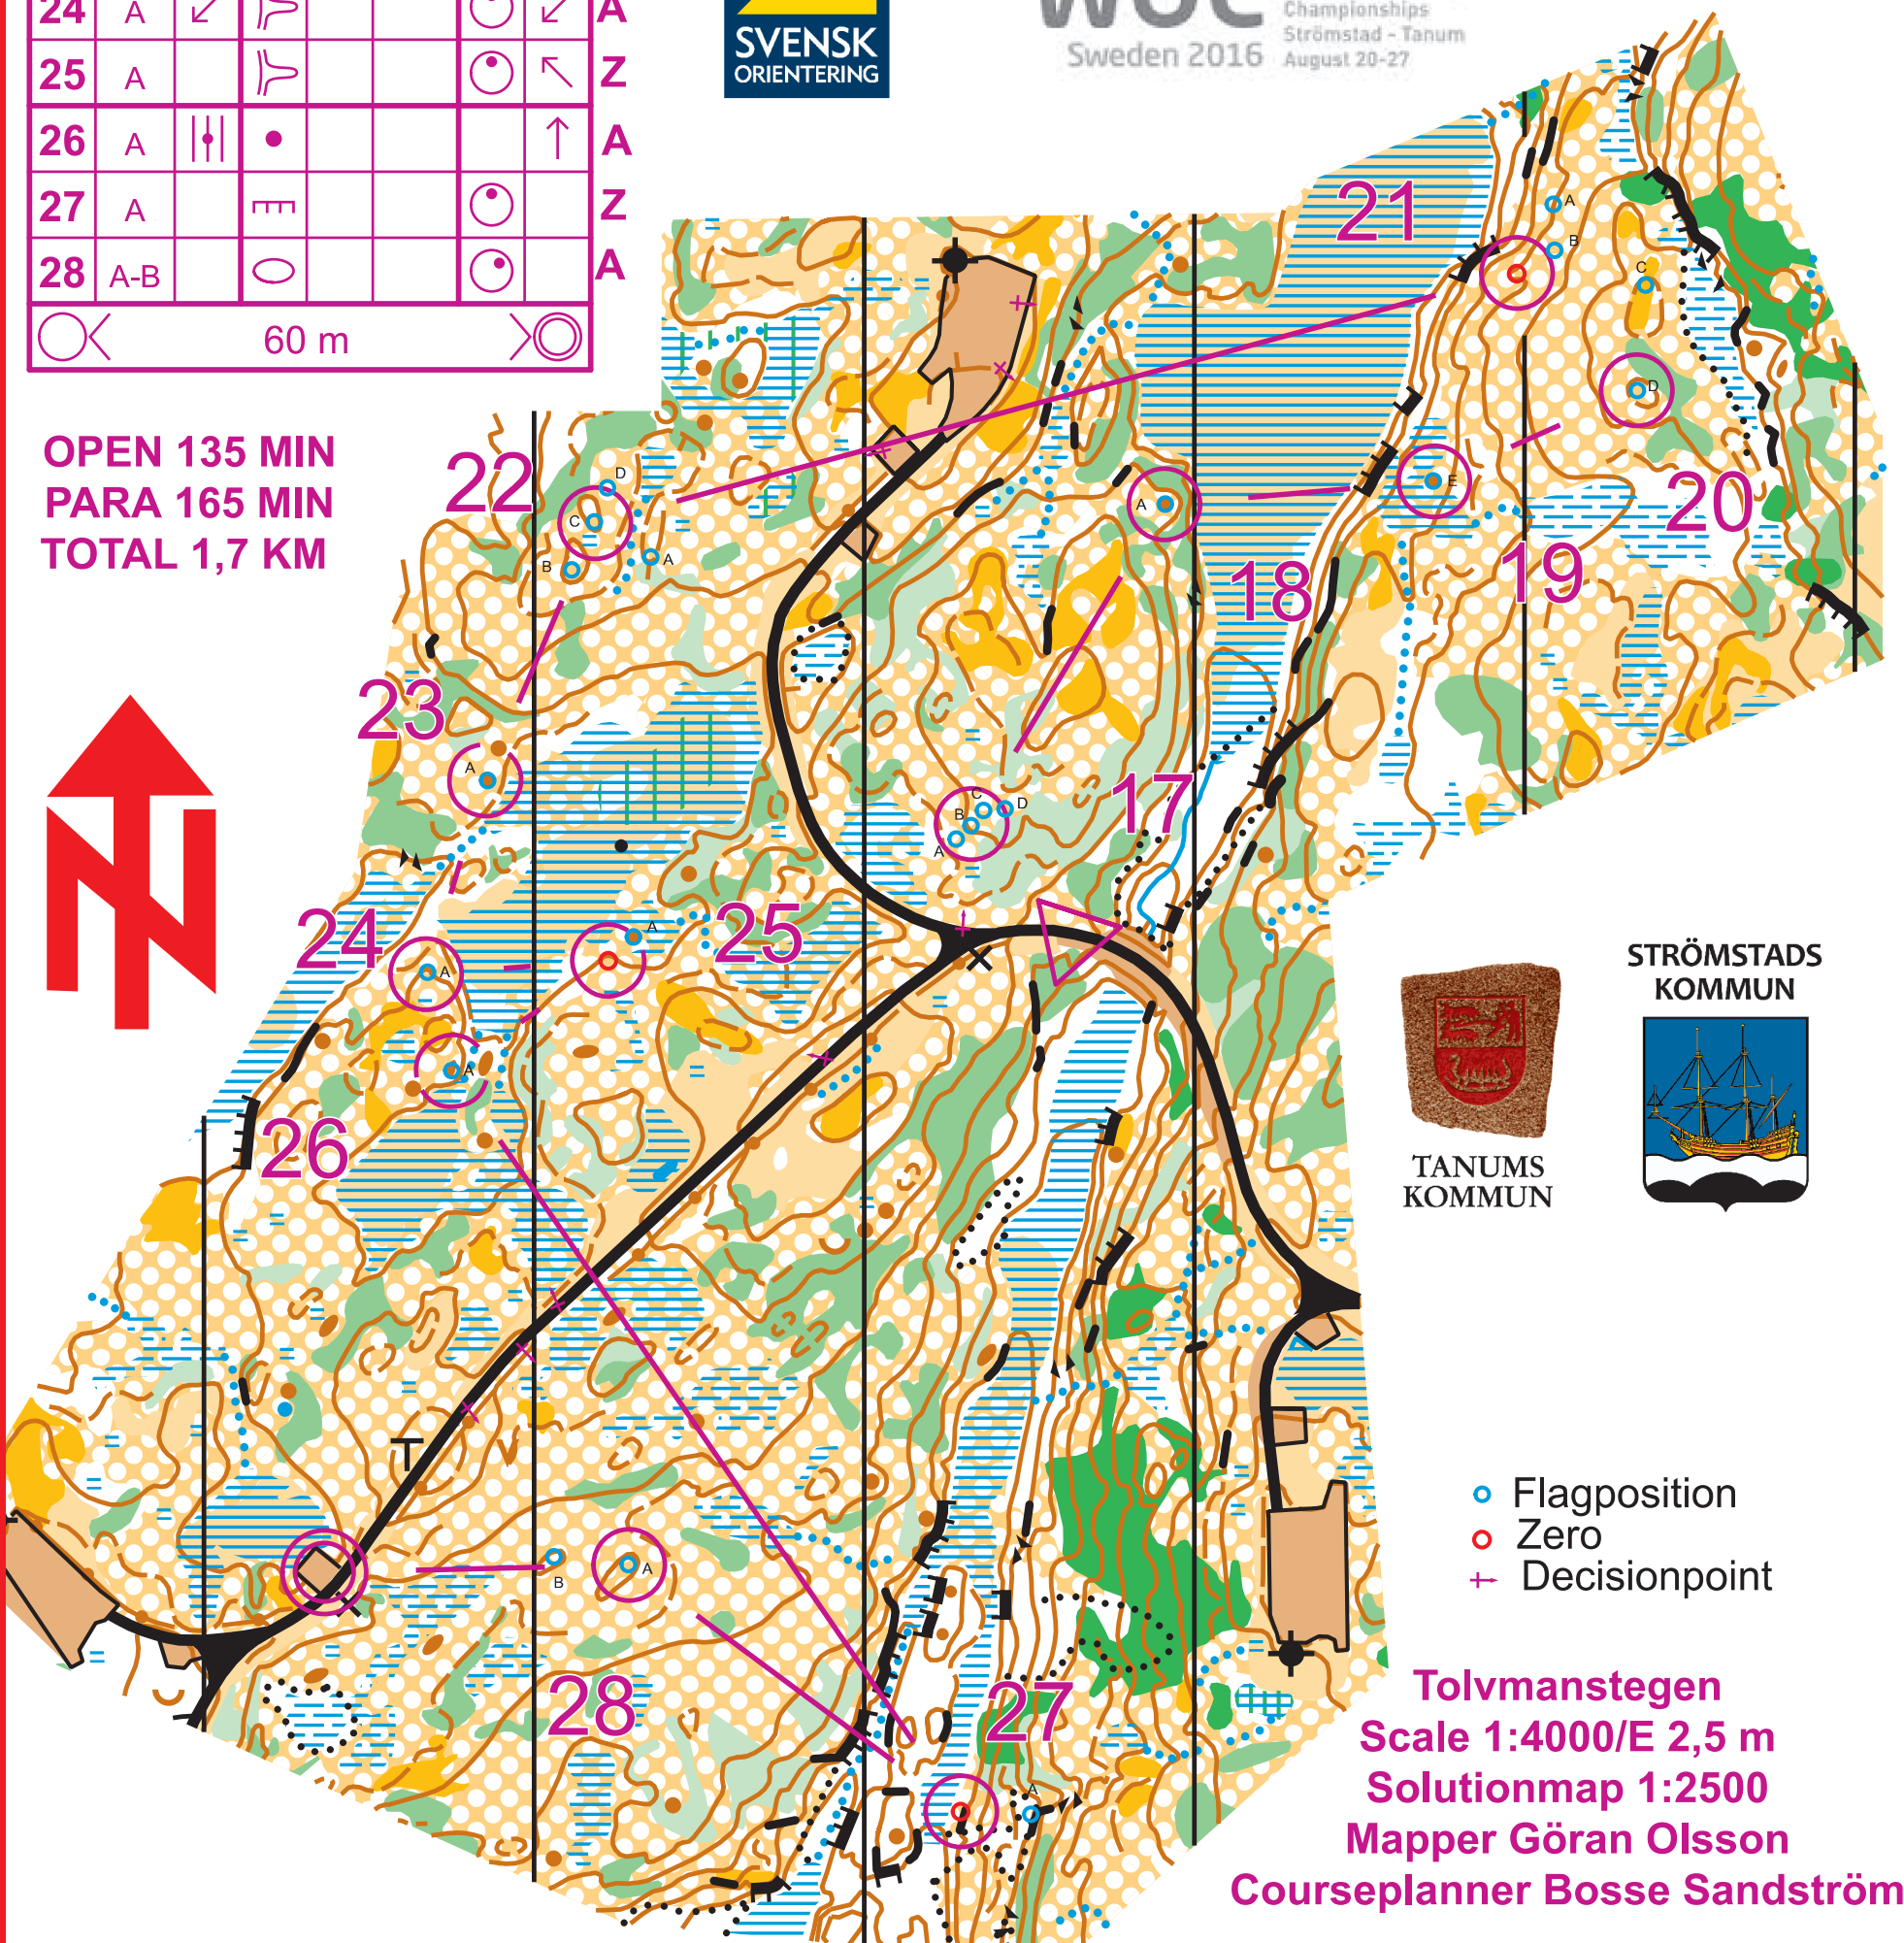 24 A A
25 A Z
26 A A
27 A Z
28 A-B A
60 m
SVENSK
ORIENTERING
WOC
Championships
Strömstad - Tanum
Sweden 2016 August 20-27
OPEN 135 MIN
PARA 165 MIN
TOTAL 1,7 KM
21
A
B
C
22
D
C
B
A
A
E
D
20
19
18
23
A
C
D
B
A
17
24
A
A
25
A
26
STRÖMSTADS
KOMMUN
TANUMS
KOMMUN
T
V
B
A
28
27
A
Flagposition
Zero
Decisionpoint
Tolvmanstegen
Scale 1:4000/E 2,5 m
Solutionmap 1:2500
Mapper Göran Olsson
Courseplanner Bosse Sandström